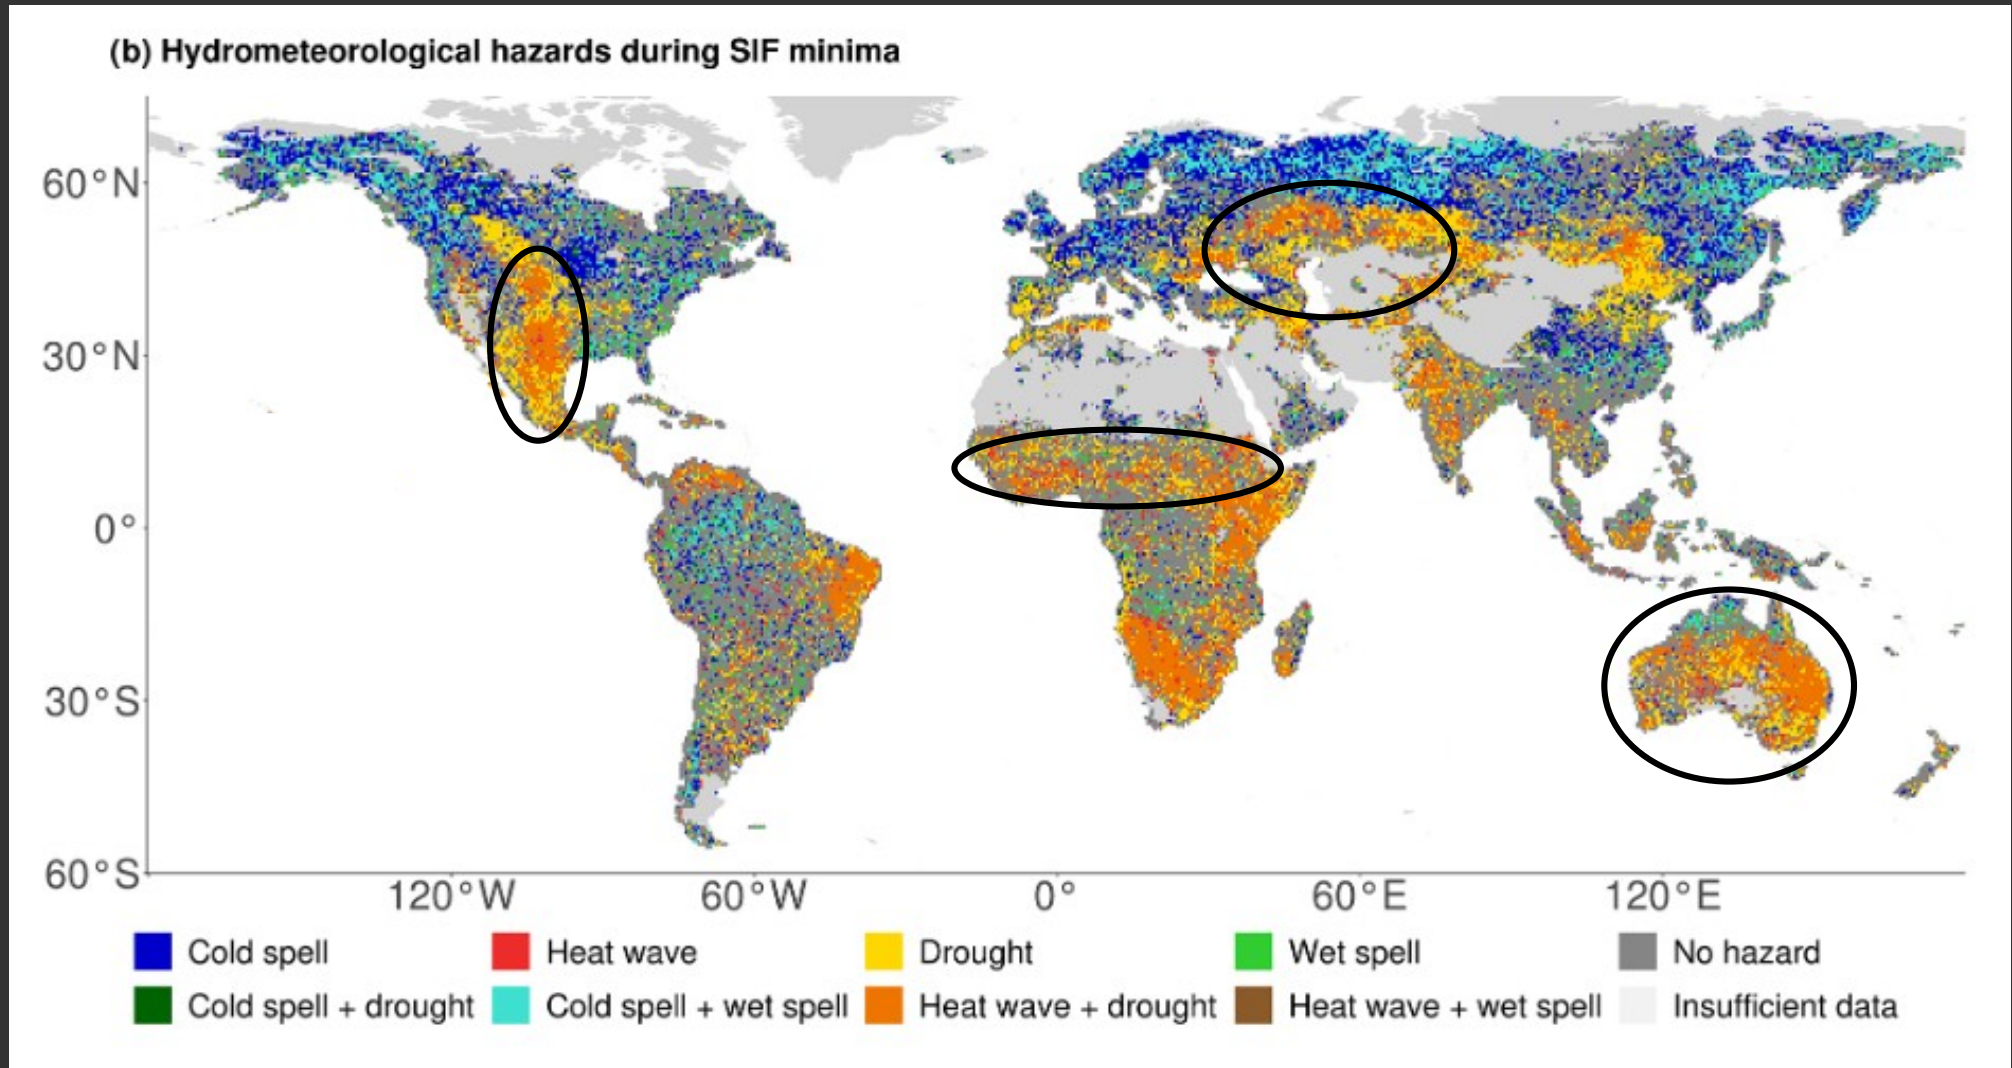 (b) Hydrometeorological hazards during SIF minima
60°N
30°N
0°
30°S
60°S
120°W 60°W 0° 60°E 120°E
Cold spell Heat wave Drought Wet spell No hazard
Cold spell + drought Cold spell + wet spell Heat wave + drought Heat wave + wet spell Insufficient data